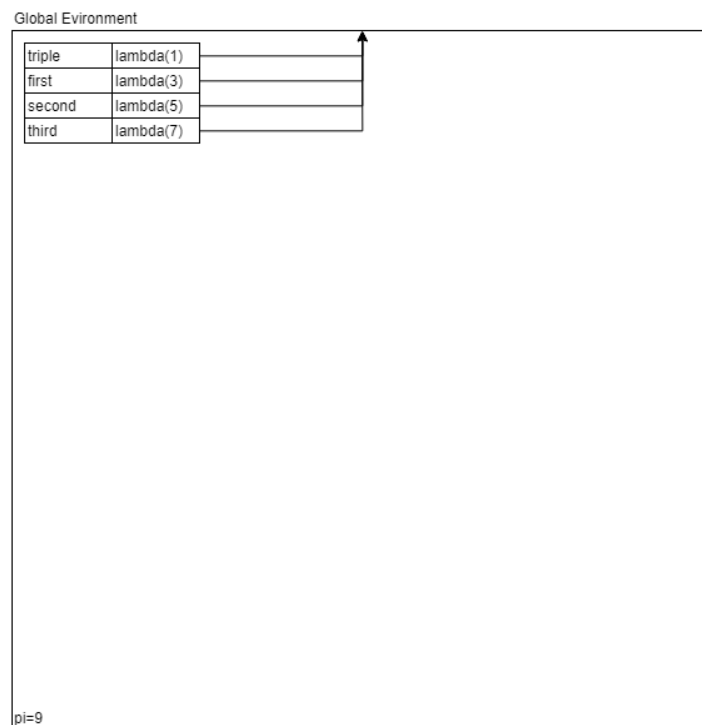 Global Evironment
triple lambda(1)
first lambda(3)
second lambda(5)
third lambda(7)
pi=9